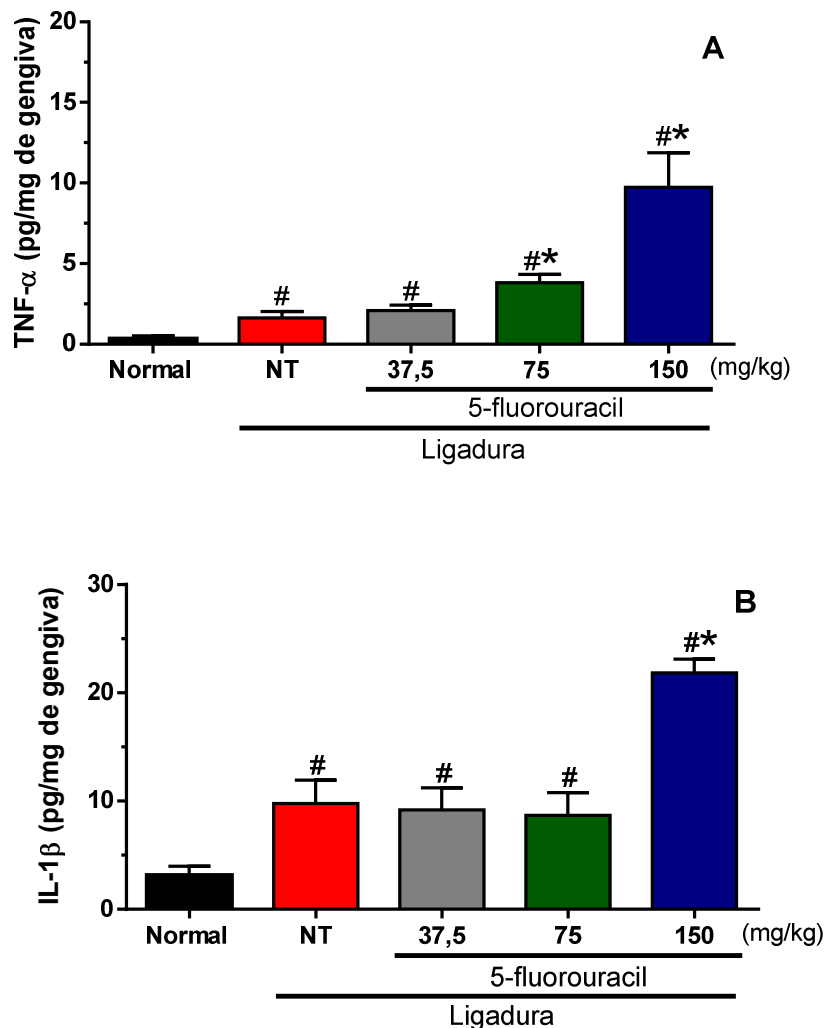 20
A
#*
15
10
#*
5
#
#
0
TNF-α (pg/mg de gengiva)
Normal NT 37,5 75 150 (mg/kg)
5-fluorouracil
Ligadura
30
B
#*
20
#
#
#
10
0
IL-1β (pg/mg de gengiva)
Normal NT 37,5 75 150 (mg/kg)
5-fluorouracil
Ligadura